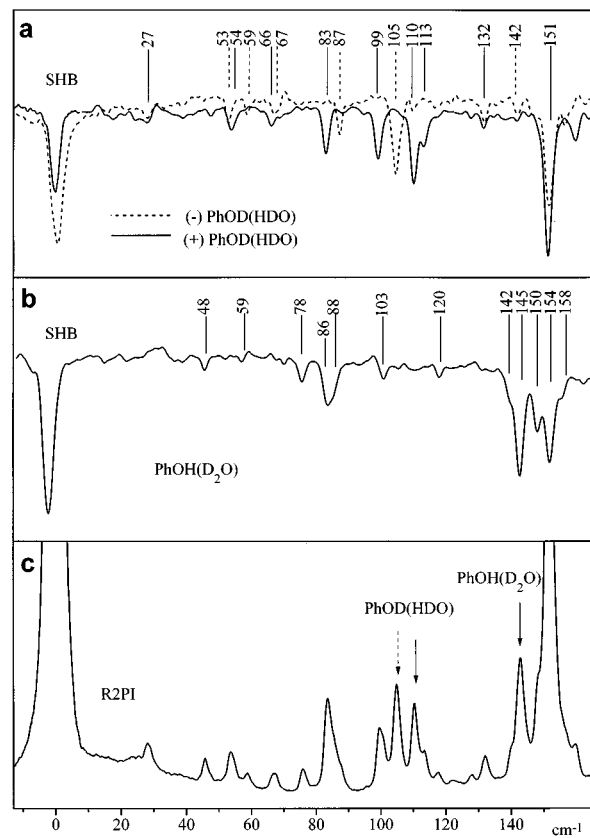 a
27
53
54
59
66
67
83
87
99
105
110
113
132
142
151
SHB
(-) PhOD(HDO)
(+) PhOD(HDO)
b
SHB
48
59
78
86
88
103
120
142
145
150
154
158
PhOH(D₂O)
c
PhOH(D₂O)
PhOD(HDO)
R2PI
0 20 40 60 80 100 120 140 cm⁻¹